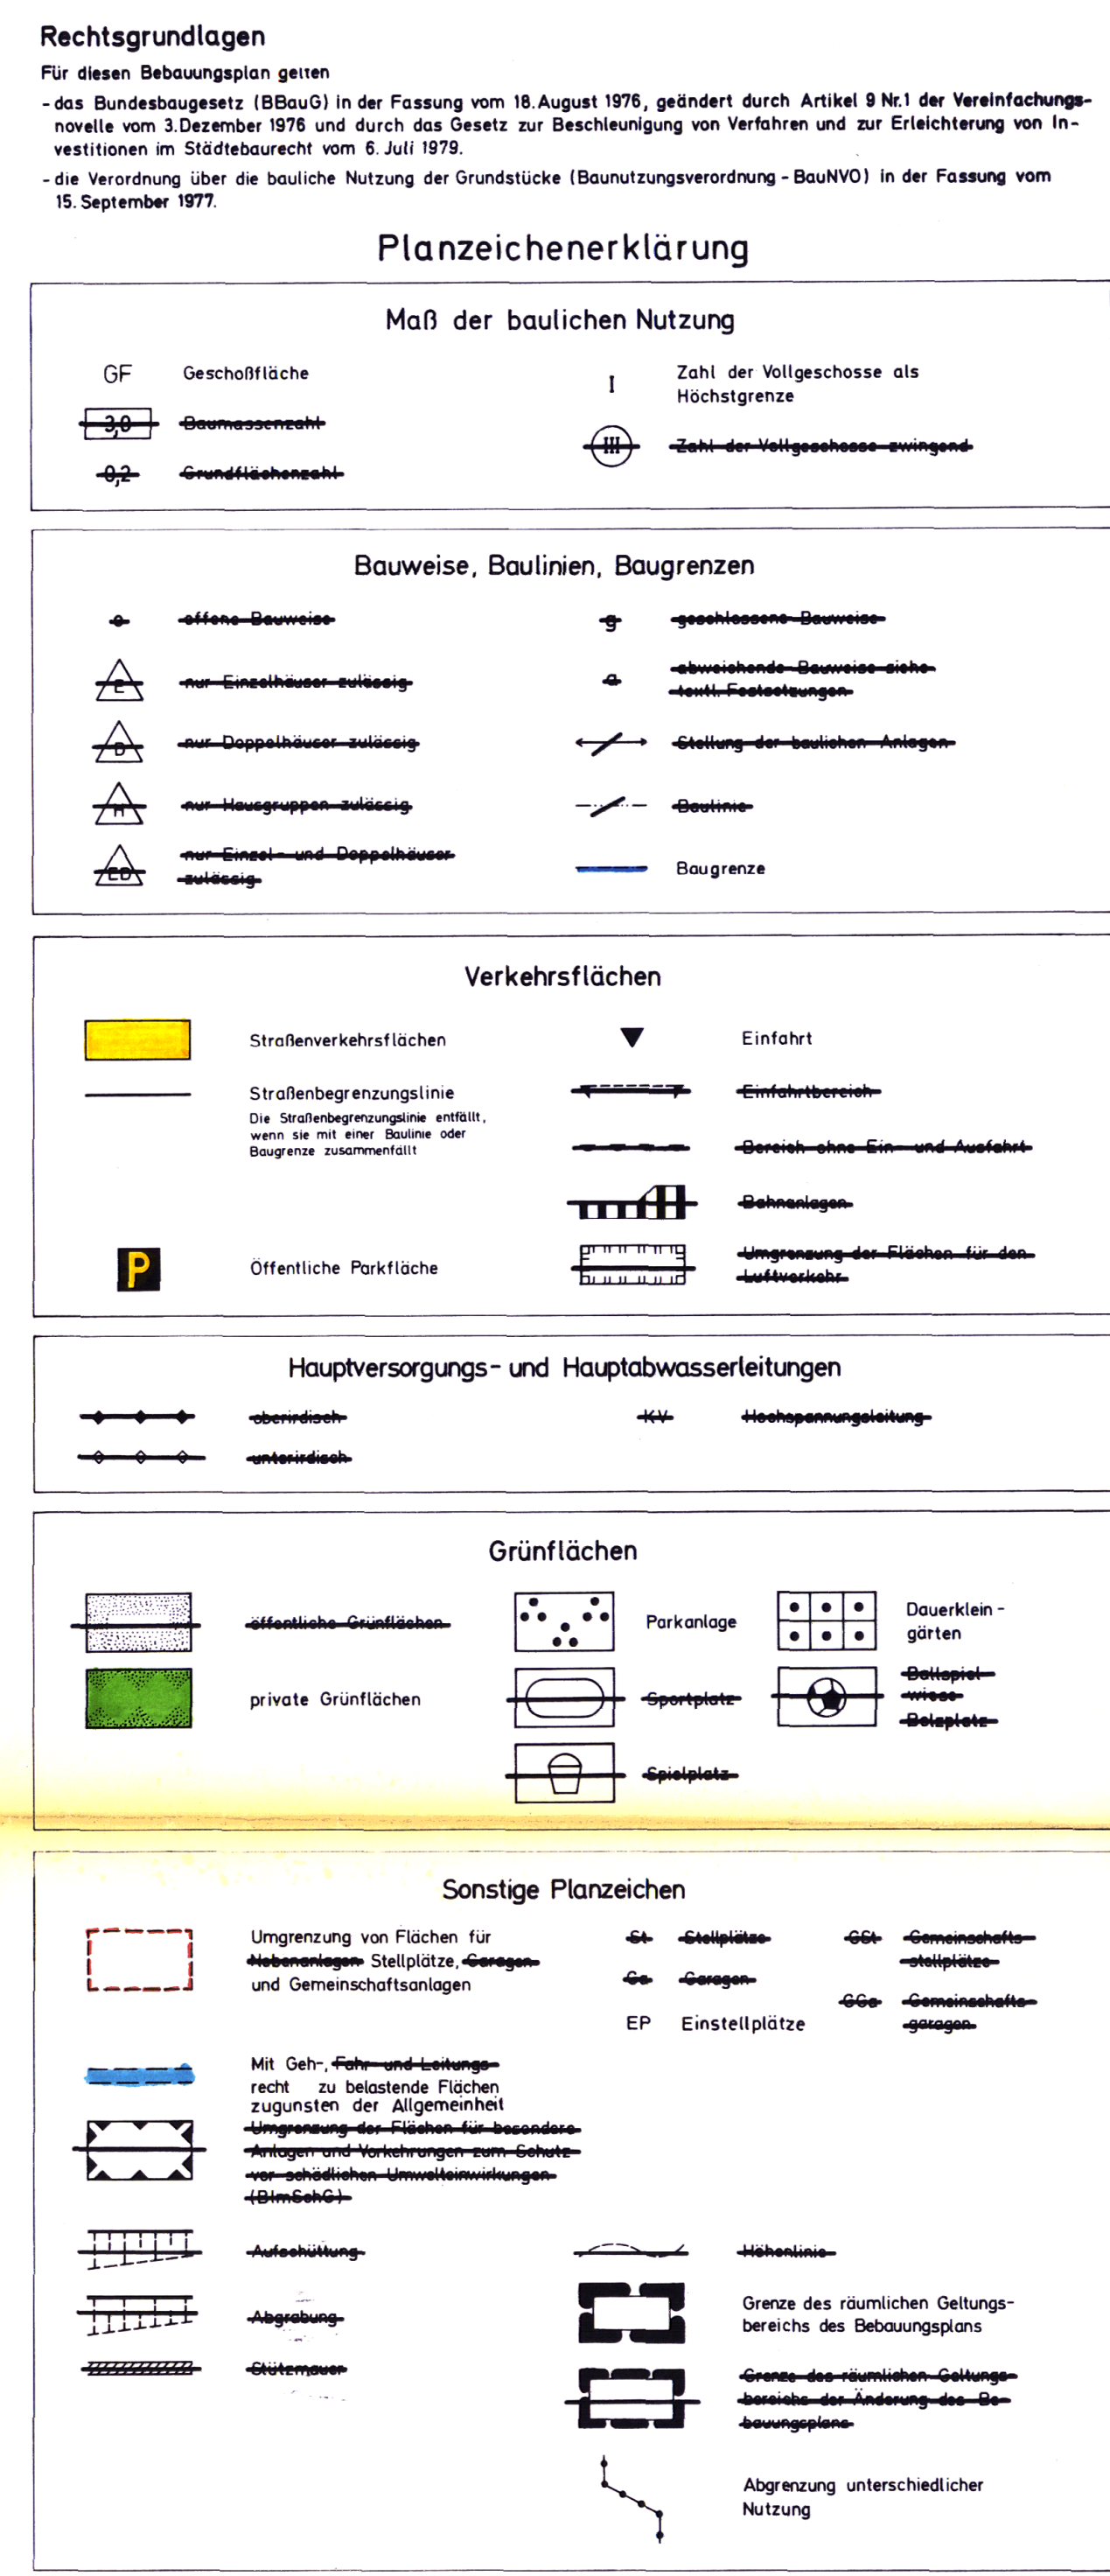 Rechtsgrundlagen
Für diesen Bebauungsplan gelten
- das Bundesbaugesetz (BBauG) in der Fassung vom 18. August 1976, geändert durch Artikel 9 Nr. 1 der Vereinfachungs-
novelle vom 3. Dezember 1976 und durch das Gesetz zur Beschleunigung von Verfahren und zur Erleichterung von In-
vestitionen im Städtebaurecht vom 6. Juli 1979.
- die Verordnung über die bauliche Nutzung der Grundstücke (Baunutzungsverordnung - BauNVO) in der Fassung vom
15. September 1977.
Planzeichenerklärung
Maß der baulichen Nutzung
GF Geschoßfläche
3,0 Baumassenzahl
0,2 Grundflächenzahl
I Zahl der Vollgeschosse als
Höchstgrenze
III Zahl der Vollgeschosse zwingend
Bauweise, Baulinien, Baugrenzen
o offene Bauweise
E nur Einzelhäuser zulässig
D nur Doppelhäuser zulässig
H nur Hausgruppen zulässig
ED nur Einzel- und Doppelhäuser
zulässig
g geschlossene Bauweise
a abweichende Bauweise siehe
textl. Festsetzungen
Stellung der baulichen Anlagen
Baulinie
Baugrenze
Verkehrsflächen
Straßenverkehrsflächen
Straßenbegrenzungslinie
Die Straßenbegrenzungslinie entfällt,
wenn sie mit einer Baulinie oder
Baugrenze zusammenfällt
P Öffentliche Parkfläche
Einfahrt
Einfahrtbereich
Bereich ohne Ein- und Ausfahrt
Bahnanlagen
Umgrenzung der Flächen für den
Luftverkehr
Hauptversorgungs- und Hauptabwasserleitungen
oberirdisch
unterirdisch
KV Hochspannungsleitung
Grünflächen
öffentliche Grünflächen
private Grünflächen
Parkanlage
Sportplatz
Spielplatz
Dauerklein-
gärten
Ballspiel-
wiese
Bolzplatz
Sonstige Planzeichen
Umgrenzung von Flächen für
Nebenanlagen Stellplätze, Garagen
und Gemeinschaftsanlagen
St Stellplätze
Ga Garagen
EP Einstellplätze
GSt Gemeinschafts-
stellplätze
GGa Gemeinschafts-
garagen
Mit Geh-, Fahr- und Leitungs-
recht zu belastende Flächen
zugunsten der Allgemeinheit
Umgrenzung der Flächen für besondere
Anlagen und Vorkehrungen zum Schutz
vor schädlichen Umwelteinwirkungen
(BImSchG)
Aufschüttung
Abgrabung
Stützmauer
Höhenlinie
Grenze des räumlichen Geltungs-
bereichs des Bebauungsplans
Grenze des räumlichen Geltungs-
bereichs der Änderung des Be-
bauungsplans
Abgrenzung unterschiedlicher
Nutzung